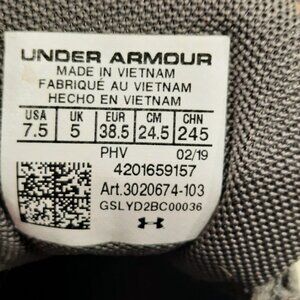 UNDER ARMOUR
MADE IN VIETNAM
FABRIQUÉ AU VIETNAM
HECHO EN VIETNAM
USA UK EUR CM CHN
7.5 5 38.5 24.5 245
PHV 02/19
4201659157
Art.3020674-103
GSLYD2BC00036